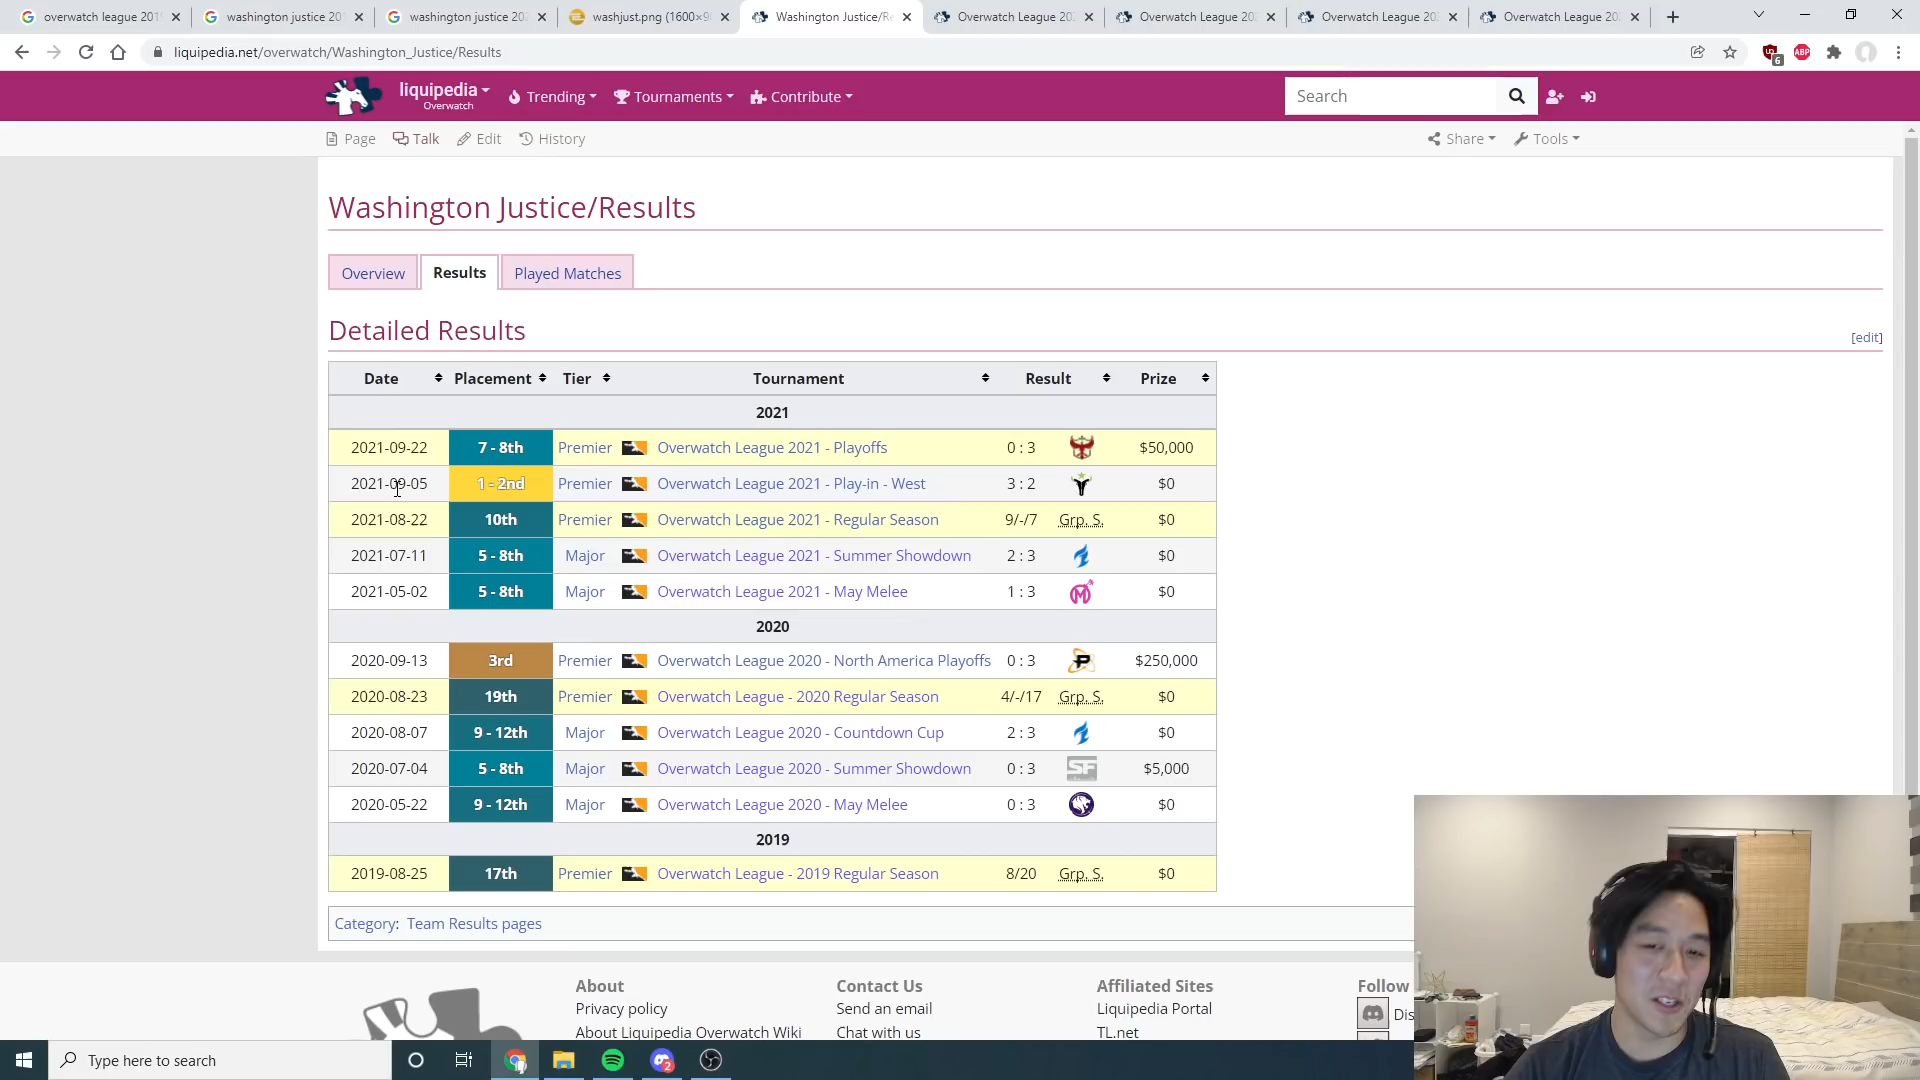 overwatch league 201
washington justice 201
washington justice 202
washjust.png (1600×9
Washington Justice/Re
Overwatch League 202
Overwatch League 202
Overwatch League 202
Overwatch League 202
liquipedia.net/overwatch/Washington_Justice/Results
6
ABP
liquipedia
Overwatch
Trending
Tournaments
Contribute
Search
Page
Talk
Edit
History
Share
Tools
Washington Justice/Results
Overview
Results
Played Matches
Detailed Results
[edit]
Date Placement Tier Tournament Result Prize
2021
2021-09-22 7 - 8th Premier Overwatch League 2021 - Playoffs 0 : 3 $50,000
2021-09-05 1 - 2nd Premier Overwatch League 2021 - Play-in - West 3 : 2 $0
2021-08-22 10th Premier Overwatch League 2021 - Regular Season 9/-/7 Grp. S. $0
2021-07-11 5 - 8th Major Overwatch League 2021 - Summer Showdown 2 : 3 $0
2021-05-02 5 - 8th Major Overwatch League 2021 - May Melee 1 : 3 $0
2020
2020-09-13 3rd Premier Overwatch League 2020 - North America Playoffs 0 : 3 $250,000
2020-08-23 19th Premier Overwatch League - 2020 Regular Season 4/-/17 Grp. S. $0
2020-08-07 9 - 12th Major Overwatch League 2020 - Countdown Cup 2 : 3 $0
2020-07-04 5 - 8th Major Overwatch League 2020 - Summer Showdown 0 : 3 SF $5,000
2020-05-22 9 - 12th Major Overwatch League 2020 - May Melee 0 : 3 $0
2019
2019-08-25 17th Premier Overwatch League - 2019 Regular Season 8/20 Grp. S. $0
Category: Team Results pages
About
Privacy policy
About Liquipedia Overwatch Wiki
Contact Us
Send an email
Chat with us
Affiliated Sites
Liquipedia Portal
TL.net
Follow
Dis
Type here to search
2